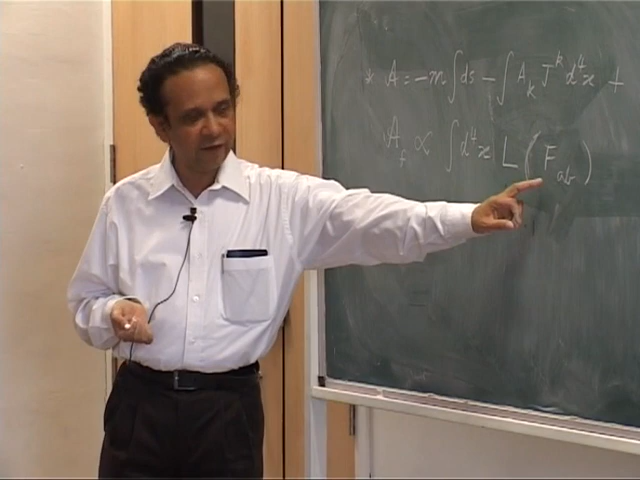 * A = -m∫ds - ∫A_k J^k d^4x +
A_f ∝ ∫d^4x L(F_ab)